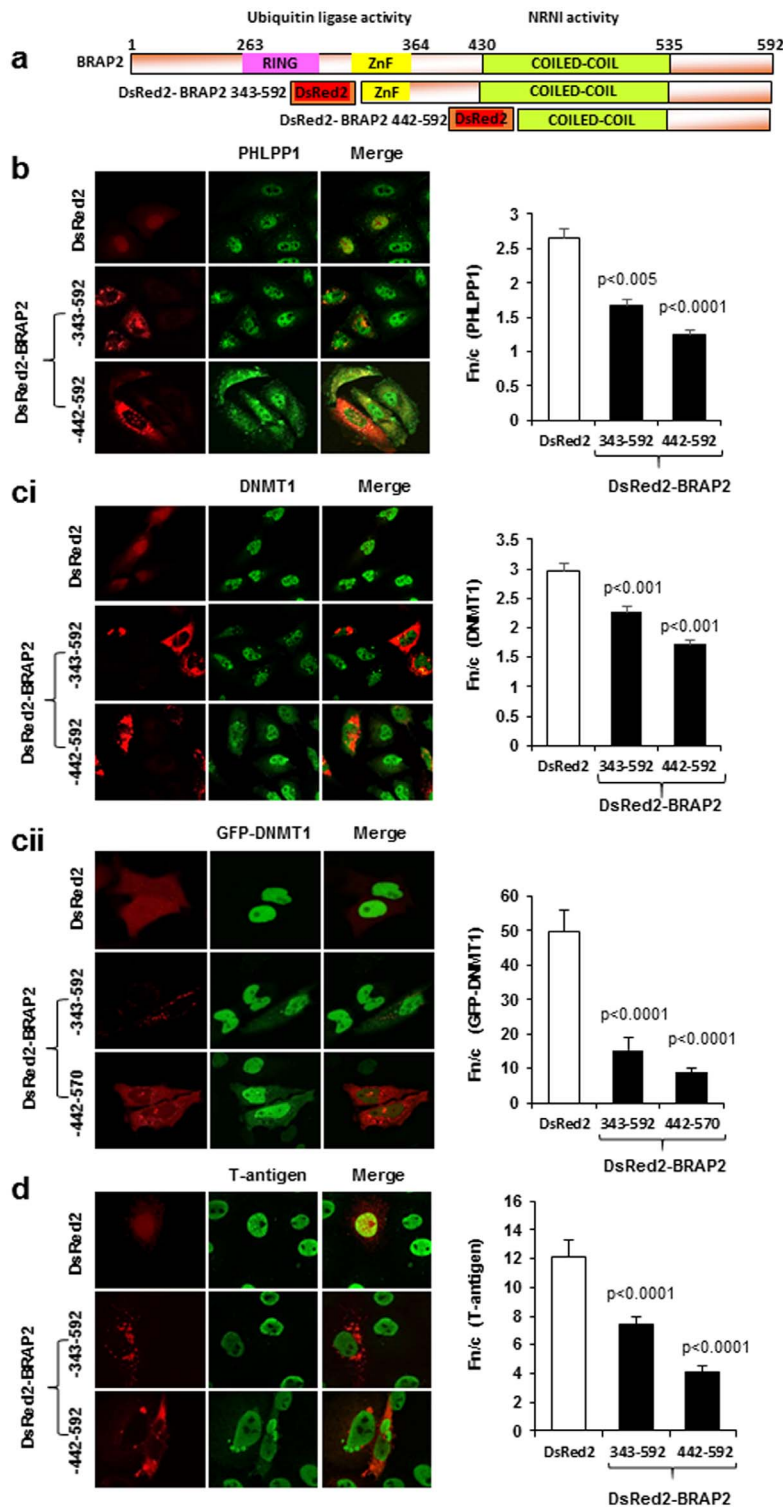 Ubiquitin ligase activity NRNI activity
a
1 263 364 430 535 592
BRAP2 RING ZnF COILED-COIL
DsRed2- BRAP2 343-592 DsRed2 ZnF COILED-COIL
DsRed2- BRAP2 442-592 DsRed2 COILED-COIL
b
PHLPP1 Merge
DsRed2
DsRed2-BRAP2
-343-592
-442-592
Fn/c (PHLPP1)
3
2.5
2
1.5
1
0.5
0
p<0.005
p<0.0001
DsRed2 343-592 442-592
DsRed2-BRAP2
ci
DNMT1 Merge
DsRed2
DsRed2-BRAP2
-343-592
-442-592
Fn/c (DNMT1)
3.5
3
2.5
2
1.5
1
0.5
0
p<0.001
p<0.001
DsRed2 343-592 442-592
DsRed2-BRAP2
cii
GFP-DNMT1 Merge
DsRed2
DsRed2-BRAP2
-343-592
-442-570
Fn/c (GFP-DNMT1)
60
50
40
30
20
10
0
p<0.0001
p<0.0001
DsRed2 343-592 442-570
DsRed2-BRAP2
d
T-antigen Merge
DsRed2
DsRed2-BRAP2
-343-592
-442-592
Fn/c (T-antigen)
16
14
12
10
8
6
4
2
0
p<0.0001
p<0.0001
DsRed2 343-592 442-592
DsRed2-BRAP2